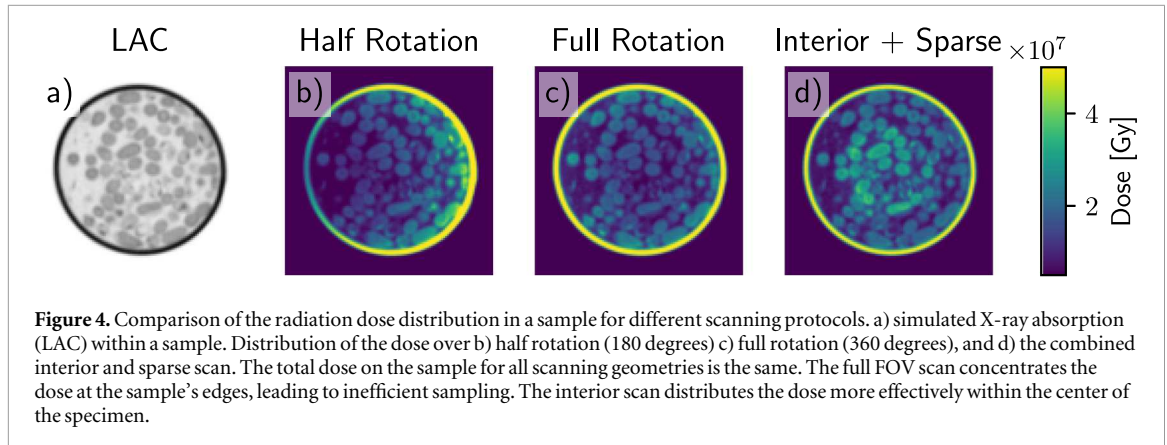 LAC
Half Rotation
Full Rotation
Interior + Sparse
×10⁷
a)
b)
c)
d)
4
2
Dose [Gy]
Figure 4. Comparison of the radiation dose distribution in a sample for different scanning protocols. a) simulated X-ray absorption
(LAC) within a sample. Distribution of the dose over b) half rotation (180 degrees) c) full rotation (360 degrees), and d) the combined
interior and sparse scan. The total dose on the sample for all scanning geometries is the same. The full FOV scan concentrates the
dose at the sample's edges, leading to inefficient sampling. The interior scan distributes the dose more effectively within the center of
the specimen.